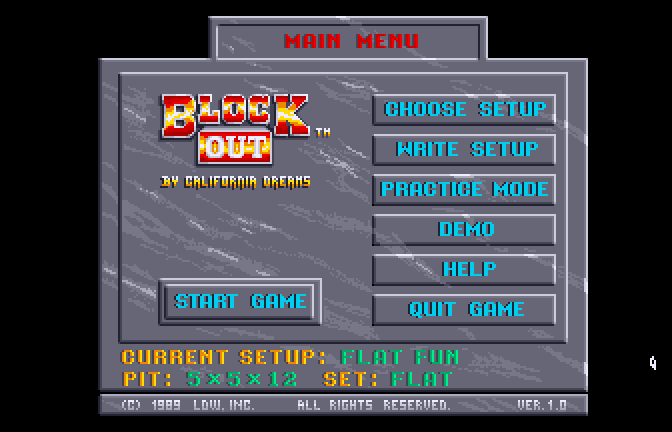 MAIN MENU
BLOCK
OUT TM
BY CALIFORNIA DREAMS
CHOOSE SETUP
WRITE SETUP
PRACTICE MODE
DEMO
HELP
QUIT GAME
START GAME
CURRENT SETUP: FLAT FUN
PIT: 5×5×12 SET: FLAT
(C) 1989 LDW, INC. ALL RIGHTS RESERVED. VER.1.0